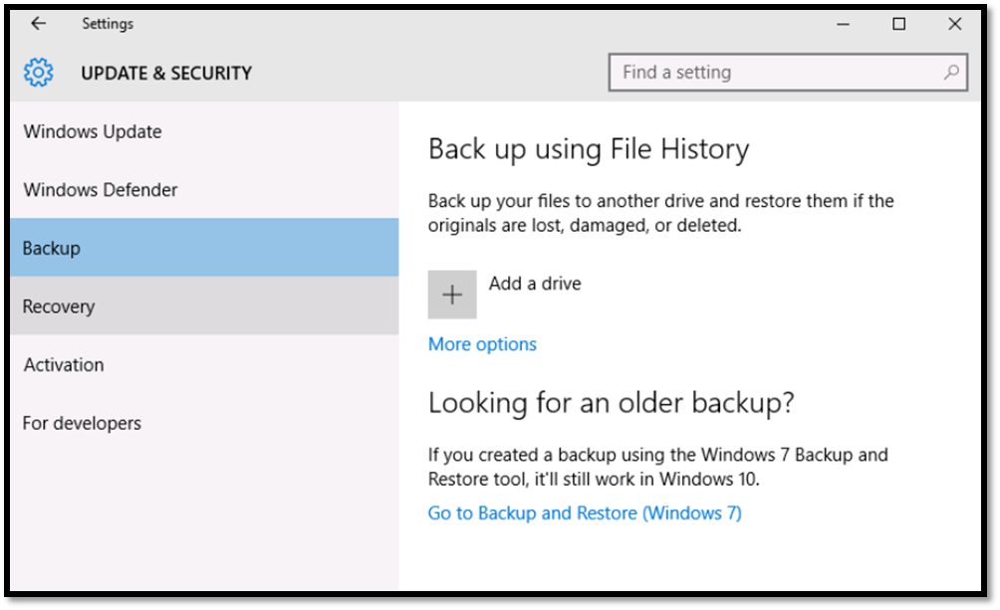 Settings
UPDATE & SECURITY
Find a setting
Windows Update
Windows Defender
Backup
Recovery
Activation
For developers
Back up using File History
Back up your files to another drive and restore them if the
originals are lost, damaged, or deleted.
Add a drive
More options
Looking for an older backup?
If you created a backup using the Windows 7 Backup and
Restore tool, it'll still work in Windows 10.
Go to Backup and Restore (Windows 7)